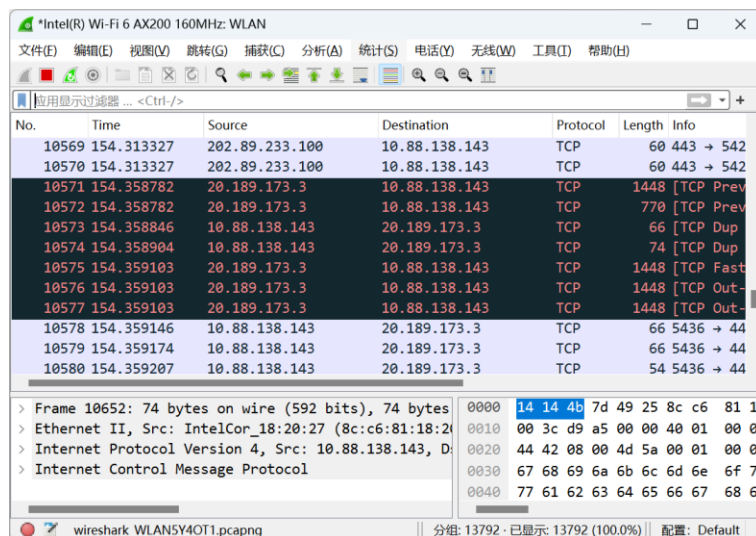 *Intel(R) Wi-Fi 6 AX200 160MHz: WLAN
文件(F) 编辑(E) 视图(V) 跳转(G) 捕获(C) 分析(A) 统计(S) 电话(Y) 无线(W) 工具(T) 帮助(H)
应用显示过滤器 … <Ctrl-/>
No. Time Source Destination Protocol Length Info
10569 154.313327 202.89.233.100 10.88.138.143 TCP 60 443 → 542
10570 154.313327 202.89.233.100 10.88.138.143 TCP 60 443 → 542
10571 154.358782 20.189.173.3 10.88.138.143 TCP 1448 [TCP Prev
10572 154.358782 20.189.173.3 10.88.138.143 TCP 770 [TCP Prev
10573 154.358846 10.88.138.143 20.189.173.3 TCP 66 [TCP Dup
10574 154.358904 10.88.138.143 20.189.173.3 TCP 74 [TCP Dup
10575 154.359103 20.189.173.3 10.88.138.143 TCP 1448 [TCP Fast
10576 154.359103 20.189.173.3 10.88.138.143 TCP 1448 [TCP Out-
10577 154.359103 20.189.173.3 10.88.138.143 TCP 1448 [TCP Out-
10578 154.359146 10.88.138.143 20.189.173.3 TCP 66 5436 → 44
10579 154.359174 10.88.138.143 20.189.173.3 TCP 66 5436 → 44
10580 154.359207 10.88.138.143 20.189.173.3 TCP 54 5436 → 44
> Frame 10652: 74 bytes on wire (592 bits), 74 bytes
> Ethernet II, Src: IntelCor_18:20:27 (8c:c6:81:18:20
> Internet Protocol Version 4, Src: 10.88.138.143, D
> Internet Control Message Protocol
0000 14 14 4b 7d 49 25 8c c6 81 1
0010 00 3c d9 a5 00 00 40 01 00 0
0020 44 42 08 00 4d 5a 00 01 00 0
0030 67 68 69 6a 6b 6c 6d 6e 6f 7
0040 77 61 62 63 64 65 66 67 68 6
wireshark_WLAN5Y4OT1.pcapng 分组: 13792 · 已显示: 13792 (100.0%) 配置: Default